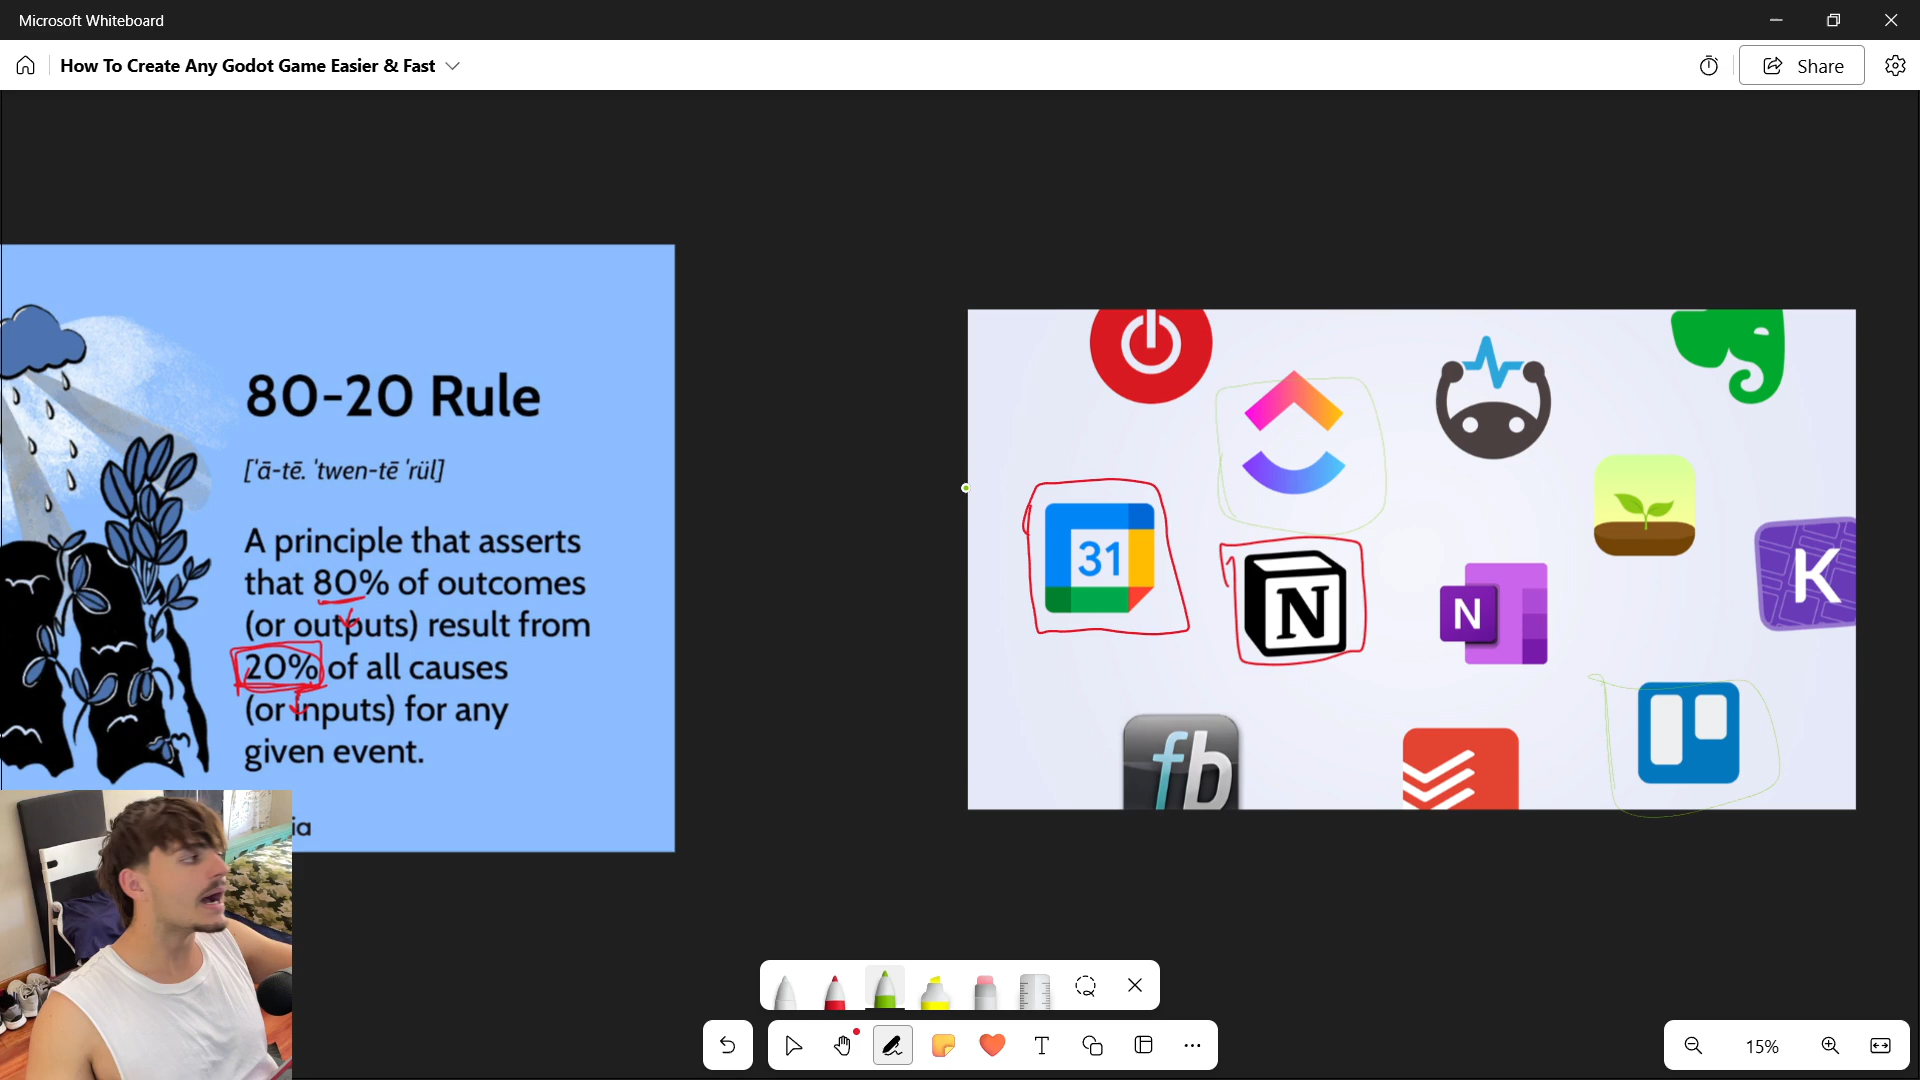 Microsoft Whiteboard
How To Create Any Godot Game Easier & Fast
Share
80-20 Rule
['ā-tē. 'twen-tē 'rül]
A principle that asserts
that 80% of outcomes
(or outputs) result from
20% of all causes
(or inputs) for any
given event.
ia
31
N
N
K
fb
T
15%